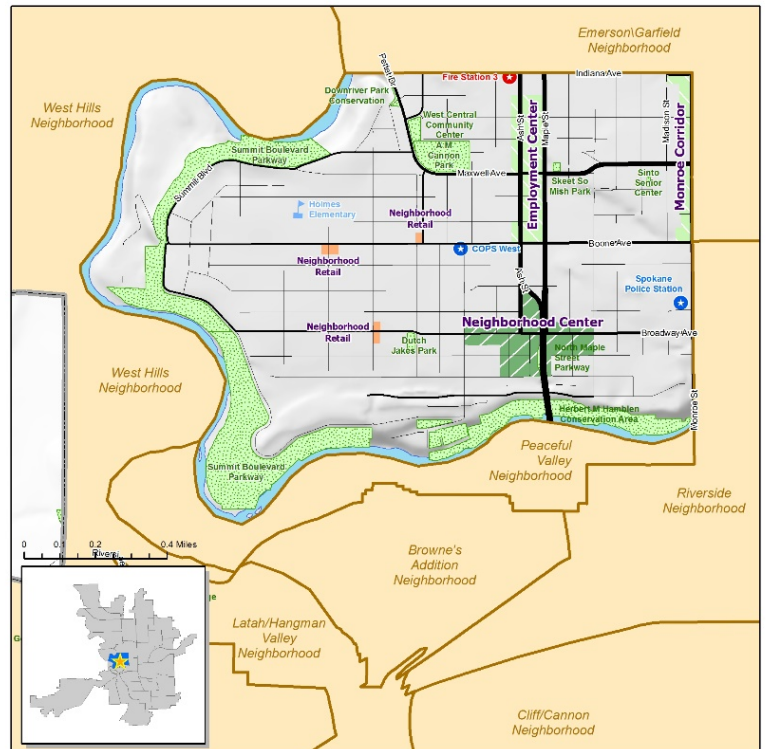 Emerson\Garfield
Neighborhood
Pettet Dr
Fire Station 3
Indiana Ave
West Hills
Neighborhood
Downriver Park
Conservation
West Central
Community
Center
A M
Cannon
Park
Ash St
Maple St
Employment Center
Madison St
Monroe Corridor
Summit Boulevard
Parkway
Summit Blvd
Maxwell Ave
Skeet So
Mish Park
Sinto
Senior
Center
Holmes
Elementary
Neighborhood
Retail
COPS West
Boone Ave
Neighborhood
Retail
Ash St
Spokane
Police Station
Neighborhood
Retail
Neighborhood Center
Broadway Ave
Dutch
Jakes Park
North Maple
Street
Parkway
West Hills
Neighborhood
Herbert M Hamblen
Conservation Area
Monroe St
Peaceful
Valley
Neighborhood
Summit Boulevard
Parkway
Riverside
Neighborhood
0 0.2 0.4 Miles
Browne's
Addition
Neighborhood
Latah/Hangman
Valley
Neighborhood
Cliff/Cannon
Neighborhood